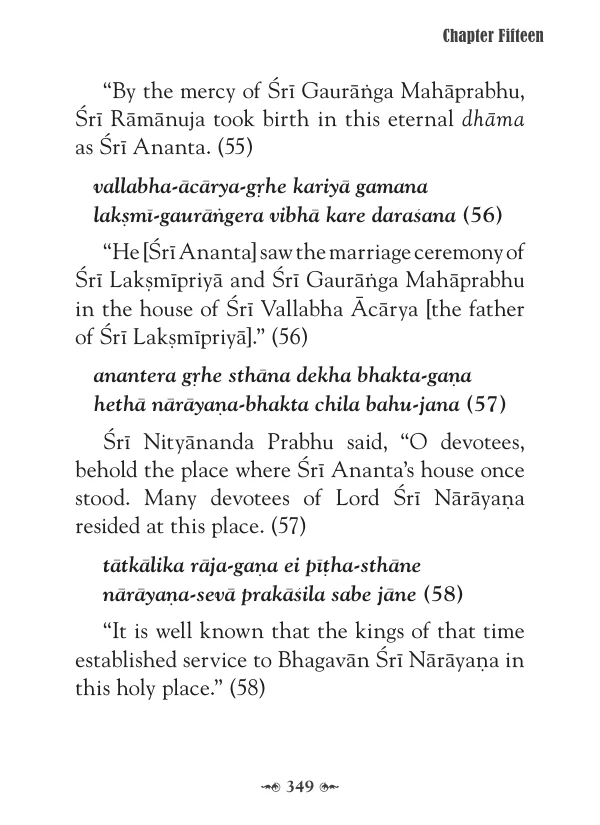 Chapter Fifteen
“By the mercy of Śrī Gaurāṅga Mahāprabhu,
Śrī Rāmānuja took birth in this eternal dhāma
as Śrī Ananta. (55)
vallabha-ācārya-gṛhe kariyā gamana
lakṣmī-gaurāṅgera vibhā kare daraśana (56)
“He [Śrī Ananta] saw the marriage ceremony of
Śrī Lakṣmīpriyā and Śrī Gaurāṅga Mahāprabhu
in the house of Śrī Vallabha Ācārya [the father
of Śrī Lakṣmīpriyā].” (56)
anantera gṛhe sthāna dekha bhakta-gaṇa
hethā nārāyaṇa-bhakta chila bahu-jana (57)
Śrī Nityānanda Prabhu said, “O devotees,
behold the place where Śrī Ananta’s house once
stood. Many devotees of Lord Śrī Nārāyaṇa
resided at this place. (57)
tātkālika rāja-gaṇa ei pīṭha-sthāne
nārāyaṇa-sevā prakāśila sabe jāne (58)
“It is well known that the kings of that time
established service to Bhagavān Śrī Nārāyaṇa in
this holy place.” (58)
349